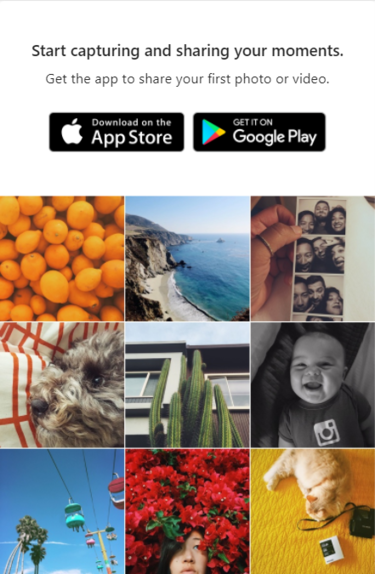 Start capturing and sharing your moments.
Get the app to share your first photo or video.
Download on the
App Store
GET IT ON
Google Play